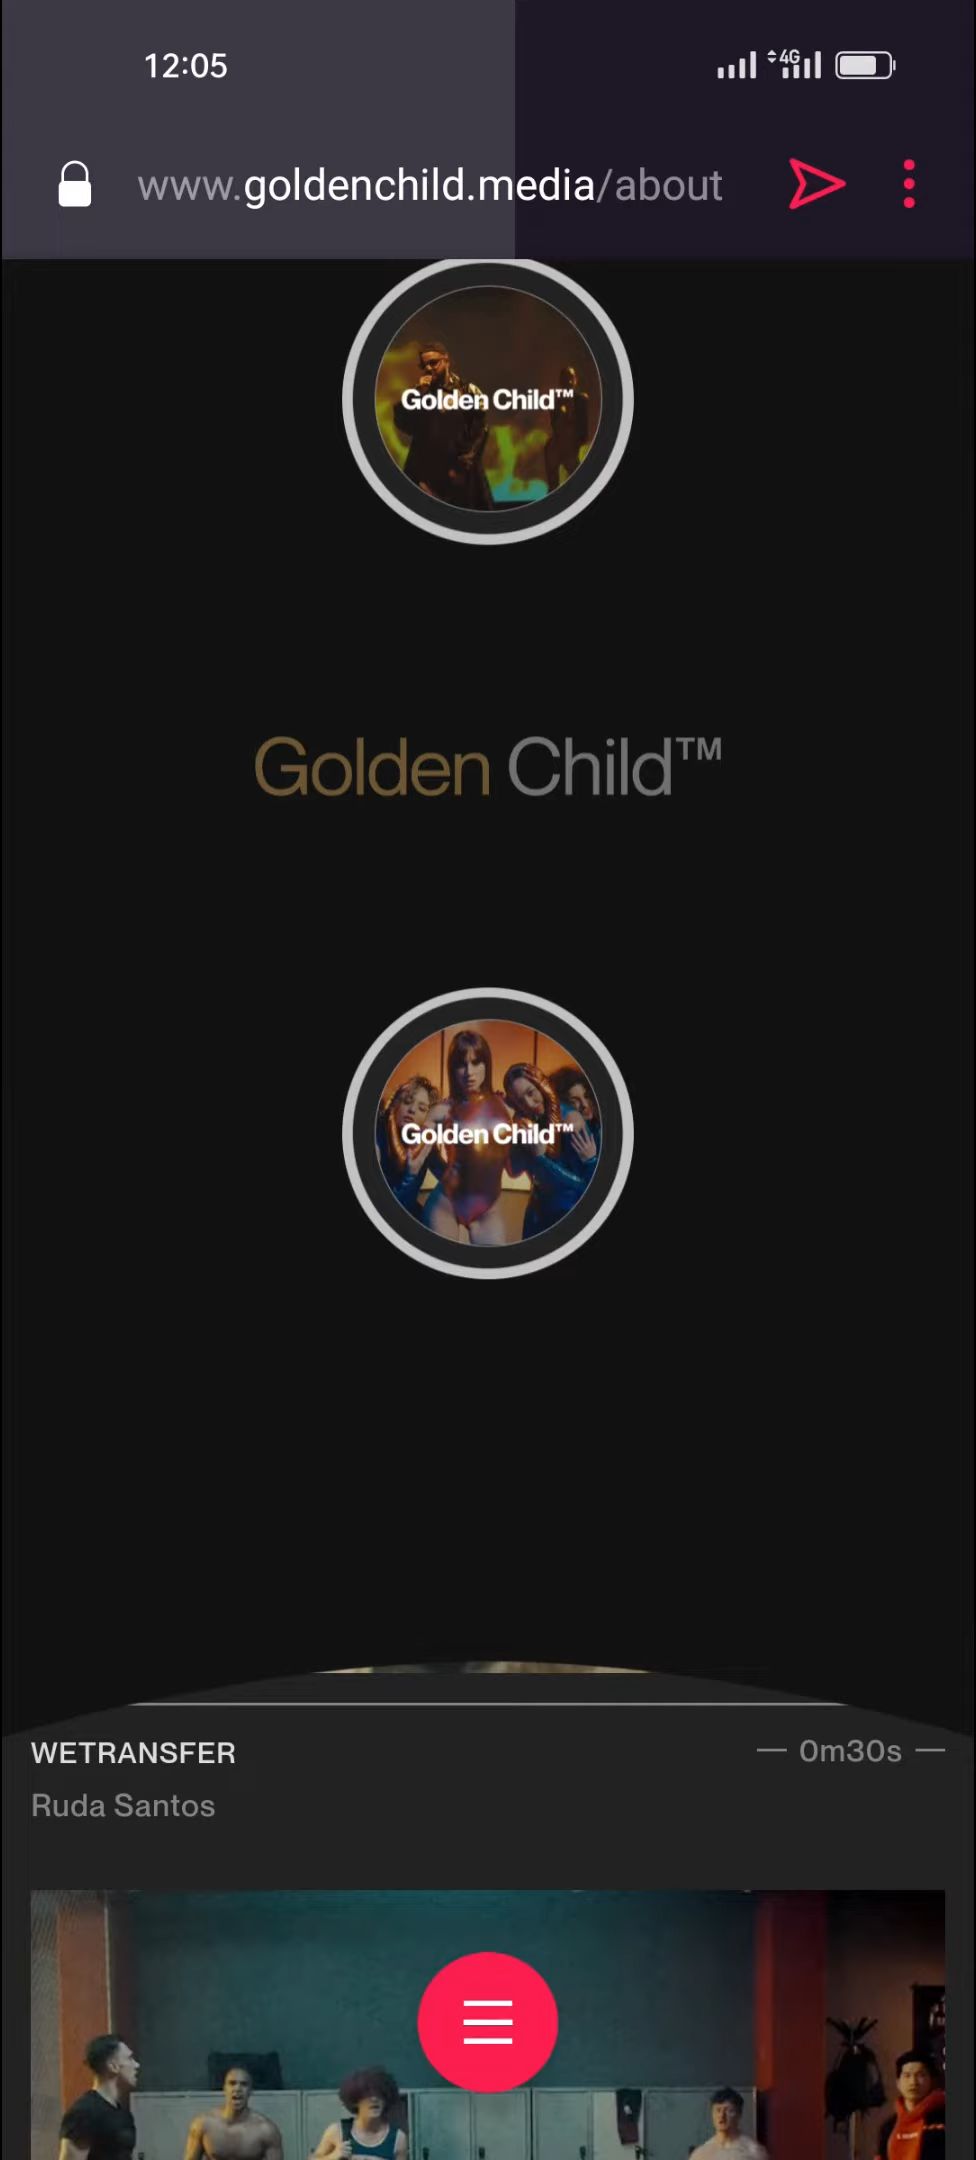 12:05
4G
www.goldenchild.media/about
Golden Child™
Golden Child™
Golden Child™
WETRANSFER
— 0m30s —
Ruda Santos